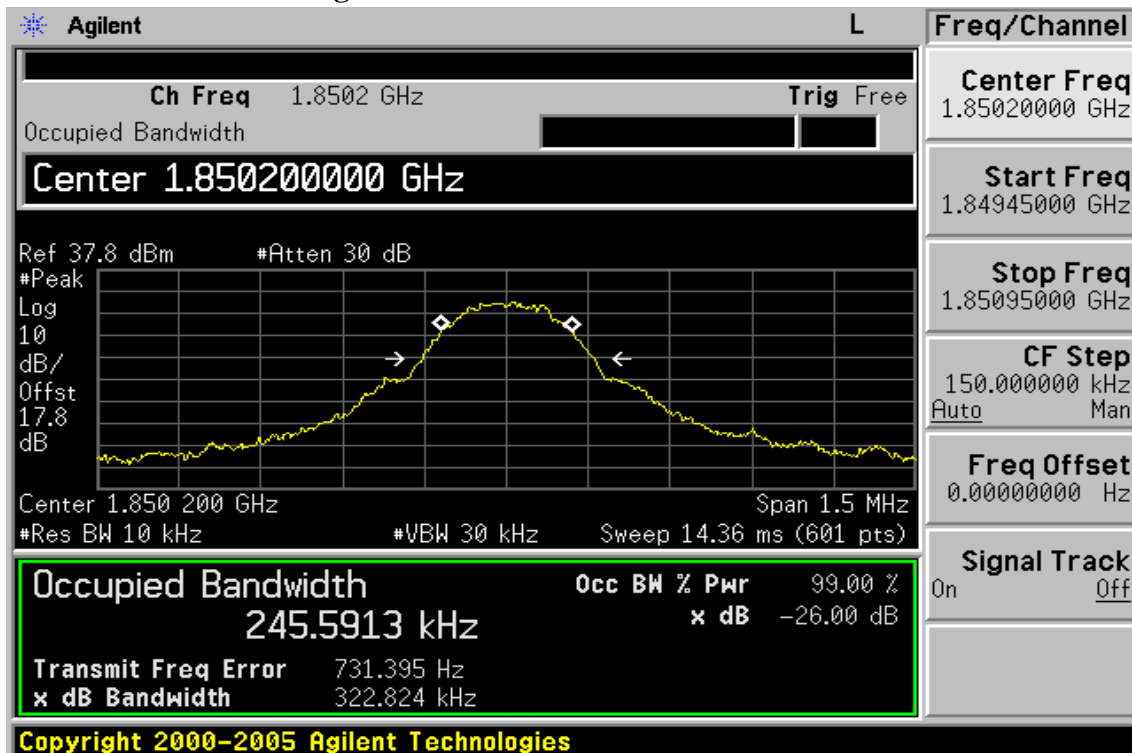 Agilent L
Freq/Channel
Ch Freq 1.8502 GHz Trig Free
Occupied Bandwidth
Center 1.850200000 GHz
Ref 37.8 dBm #Atten 30 dB
#Peak
Log
10
dB/
Offst
17.8
dB
Center 1.850 200 GHz Span 1.5 MHz
#Res BW 10 kHz #VBW 30 kHz Sweep 14.36 ms (601 pts)
Occupied Bandwidth
245.5913 kHz
Occ BW % Pwr 99.00 %
x dB -26.00 dB
Transmit Freq Error 731.395 Hz
x dB Bandwidth 322.824 kHz
Center Freq
1.85020000 GHz
Start Freq
1.84945000 GHz
Stop Freq
1.85095000 GHz
CF Step
150.000000 kHz
Auto Man
Freq Offset
0.00000000 Hz
Signal Track
On Off
Copyright 2000-2005 Agilent Technologies